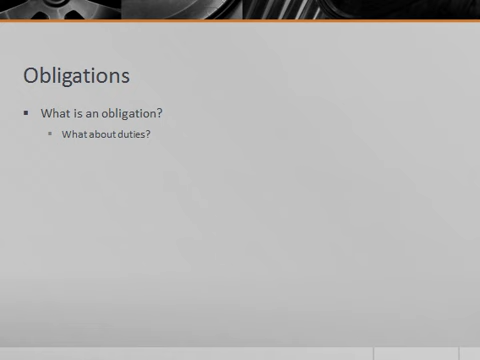 Obligations
What is an obligation?
What about duties?